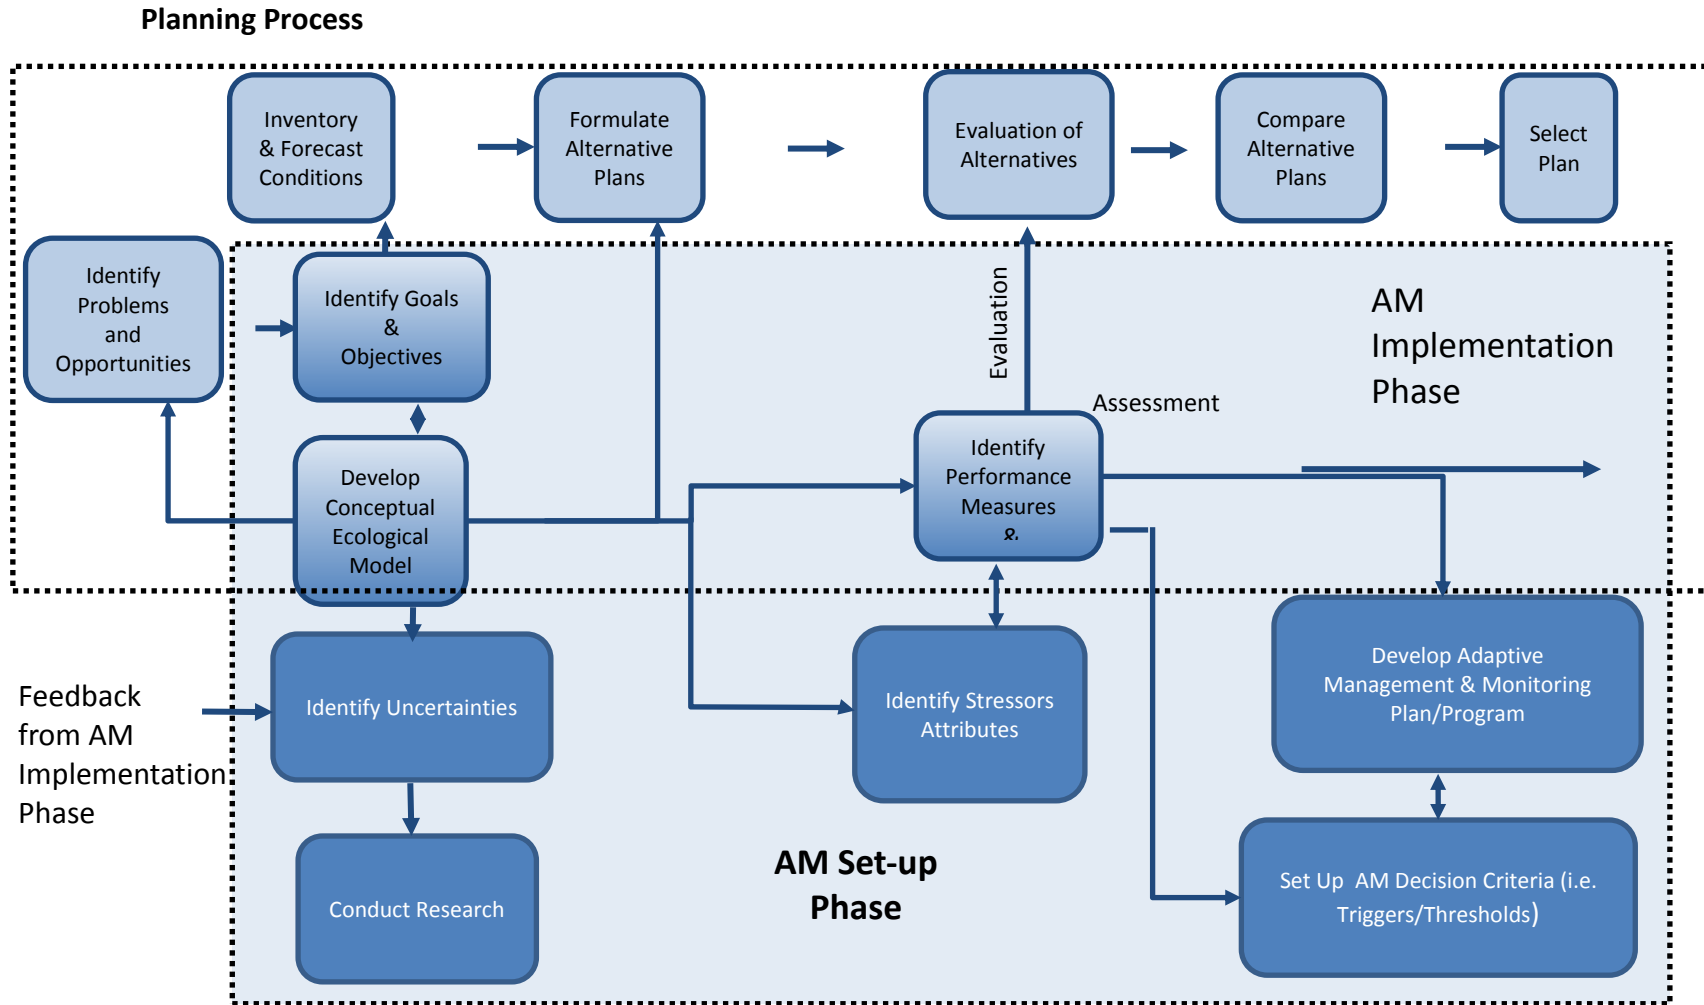 Planning Process
Inventory
& Forecast
Conditions
Formulate
Alternative
Plans
Evaluation of
Alternatives
Compare
Alternative
Plans
Select
Plan
Identify
Problems
and
Opportunities
Identify Goals
&
Objectives
Evaluation
AM
Implementation
Phase
Assessment
Develop
Conceptual
Ecological
Model
Identify
Performance
Measures
&
Feedback
from AM
Implementation
Phase
Identify Uncertainties
Identify Stressors
Attributes
Develop Adaptive
Management & Monitoring
Plan/Program
Conduct Research
AM Set-up
Phase
Set Up AM Decision Criteria (i.e.
Triggers/Thresholds)